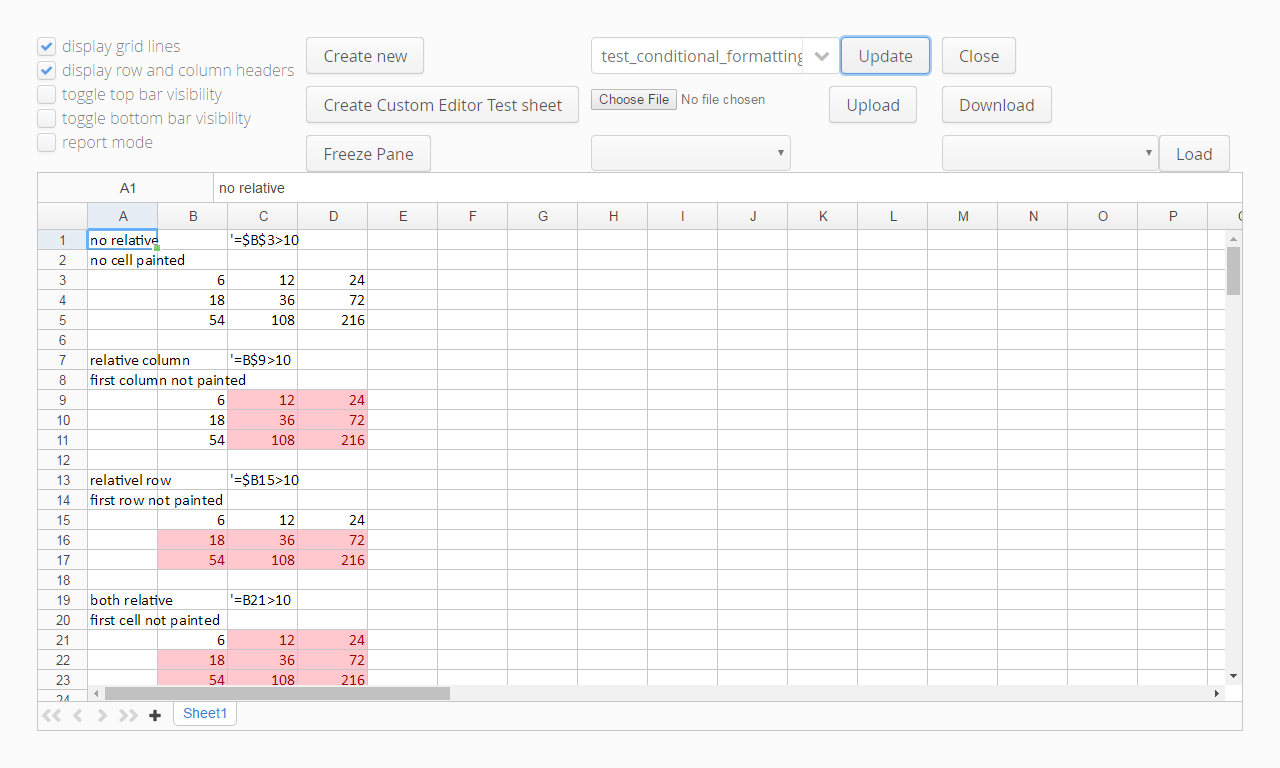 display grid lines
display row and column headers
toggle top bar visibility
toggle bottom bar visibility
report mode
Create new
test_conditional_formatting
Update
Close
Create Custom Editor Test sheet
Choose File No file chosen
Upload
Download
Freeze Pane
Load
A1 no relative
A B C D E F G H I J K L M N O P
1 no relative '=$B$3>10
2 no cell painted
3 6 12 24
4 18 36 72
5 54 108 216
6
7 relative column '=B$9>10
8 first column not painted
9 6 12 24
10 18 36 72
11 54 108 216
12
13 relativel row '=$B15>10
14 first row not painted
15 6 12 24
16 18 36 72
17 54 108 216
18
19 both relative '=B21>10
20 first cell not painted
21 6 12 24
22 18 36 72
23 54 108 216
24
Sheet1